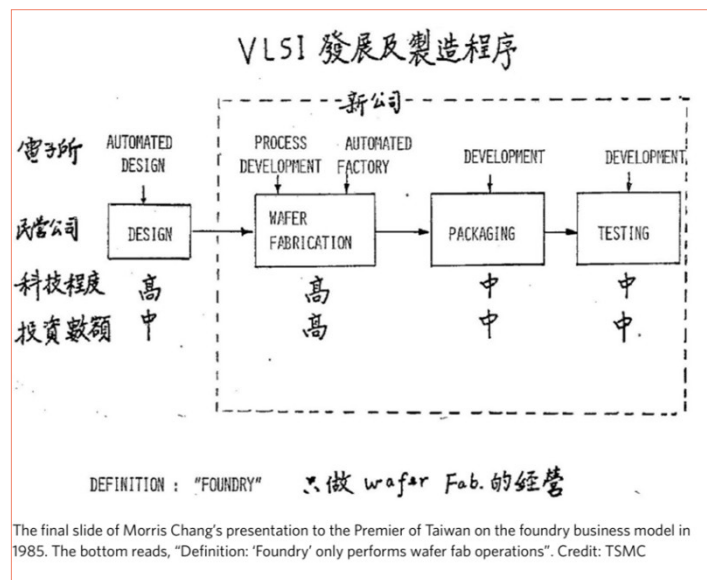 VLSI 發展及製造程序
新公司
電子所 AUTOMATED DESIGN PROCESS DEVELOPMENT AUTOMATED FACTORY DEVELOPMENT DEVELOPMENT
民營公司 DESIGN WAFER FABRICATION PACKAGING TESTING
科技程度 高 高 中 中
投資數額 中 高 中 中
DEFINITION : "FOUNDRY" 只做 wafer Fab. 的經營
The final slide of Morris Chang's presentation to the Premier of Taiwan on the foundry business model in
1985. The bottom reads, “Definition: ‘Foundry’ only performs wafer fab operations”. Credit: TSMC